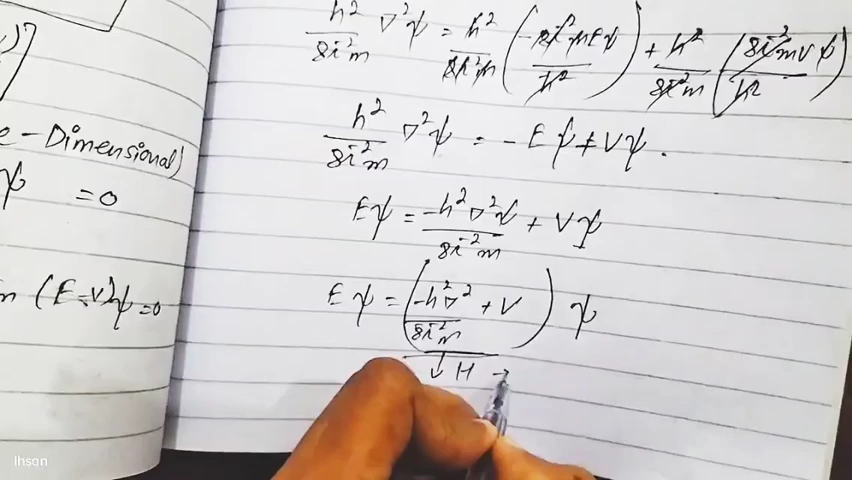 e - Dimensional)
ψ = 0
m (E - V)ψ = 0
h²/8π²m ∇²ψ = h²/8π²m (-8π²mEψ/h²) + h²/8π²m (8π²mVψ/h²)
h²/8π²m ∇²ψ = -Eψ + Vψ.
Eψ = -h²∇²ψ/8π²m + Vψ
Eψ = (-h²∇²/8π²m + V) ψ
↓ H →
Ihsan